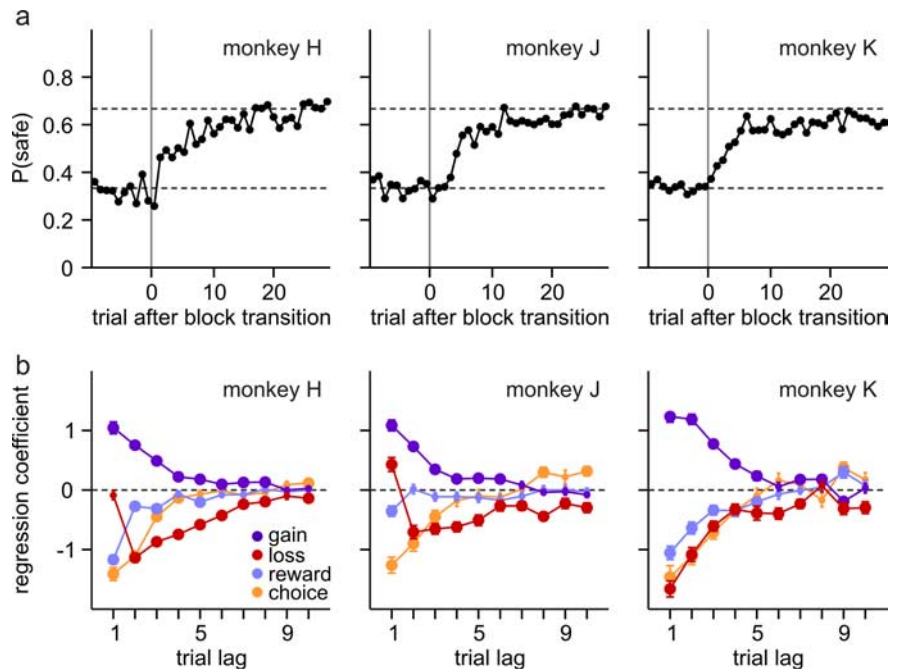 a
monkey H
monkey J
monkey K
P(safe)
0.8
0.6
0.4
0.2
0
0 10 20
0 10 20
0 10 20
trial after block transition
trial after block transition
trial after block transition
b
monkey H
monkey J
monkey K
regression coefficient
1
0
-1
gain
loss
reward
choice
1 5 9
1 5 9
1 5 9
trial lag
trial lag
trial lag